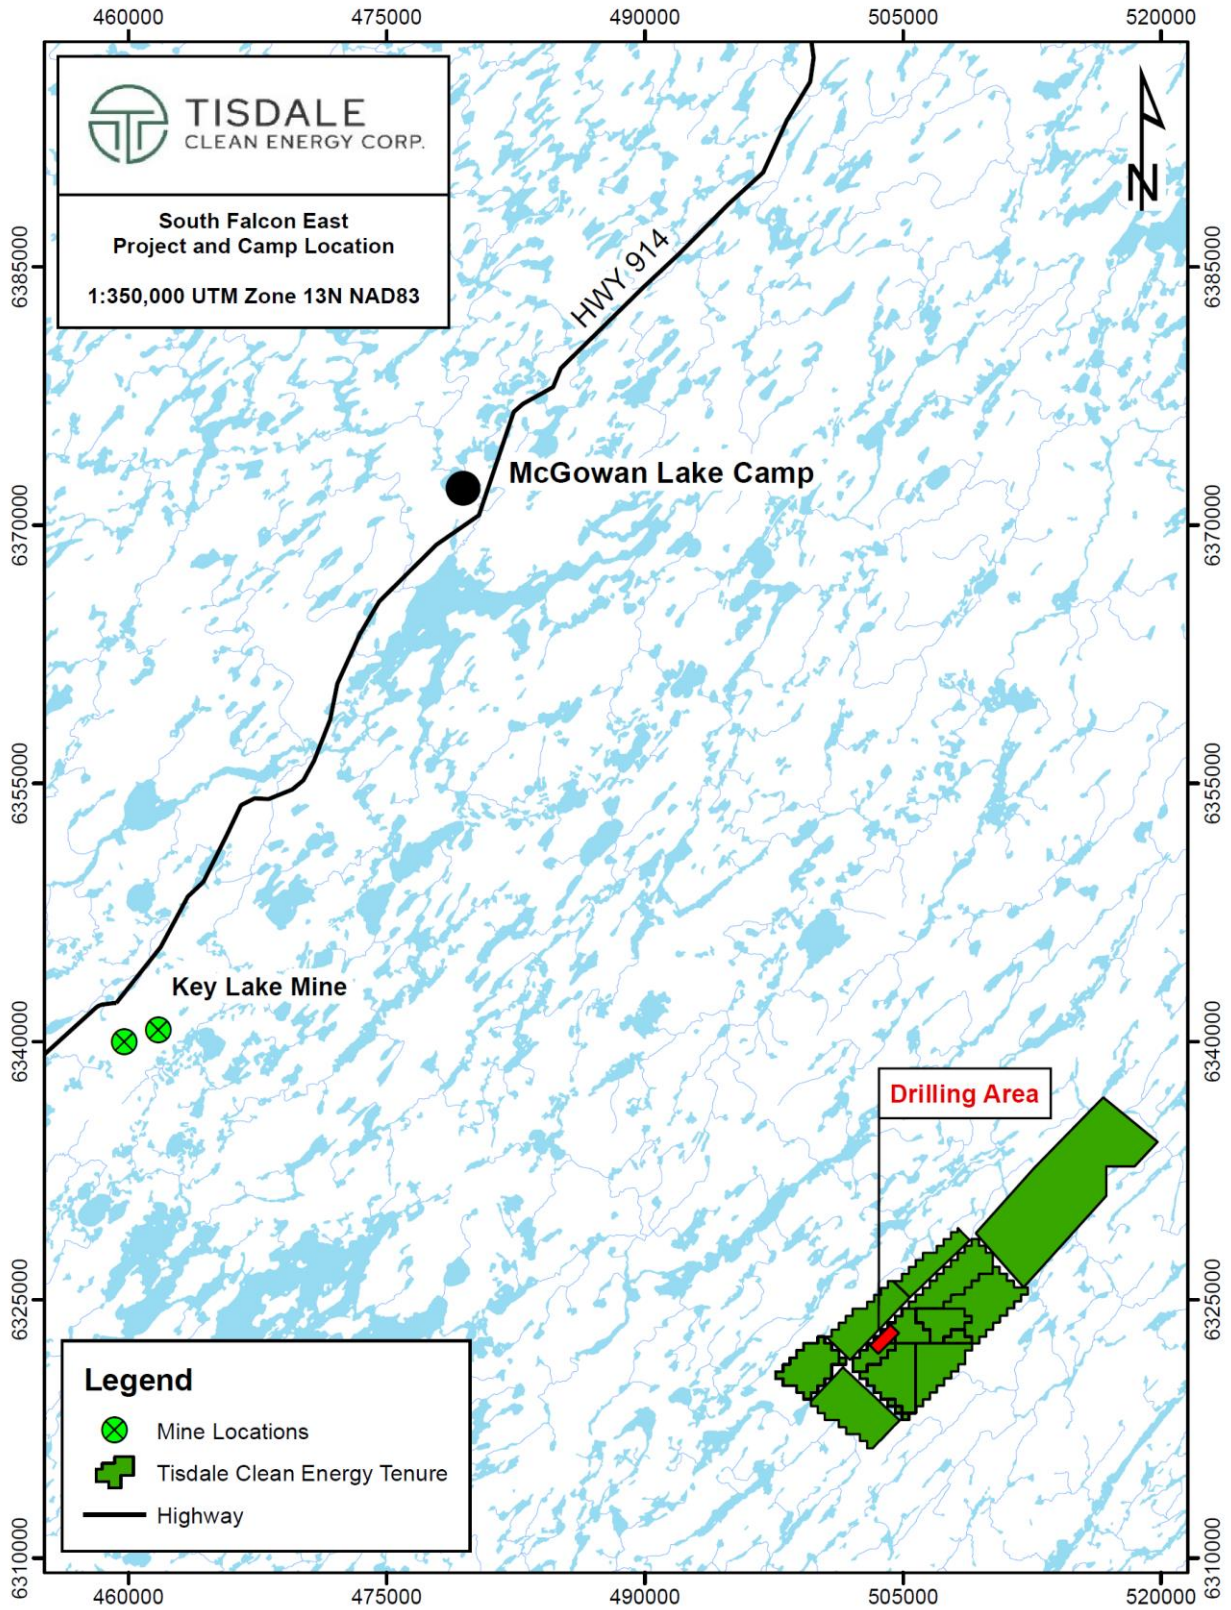 460000 475000 490000 505000 520000
TISDALE
CLEAN ENERGY CORP.
South Falcon East
Project and Camp Location
1:350,000 UTM Zone 13N NAD83
N
HWY 914
6385000
6385000
McGowan Lake Camp
6370000
6370000
6355000
6355000
Key Lake Mine
6340000
6340000
Drilling Area
6325000
6325000
Legend
Mine Locations
Tisdale Clean Energy Tenure
Highway
6310000
6310000
460000 475000 490000 505000 520000